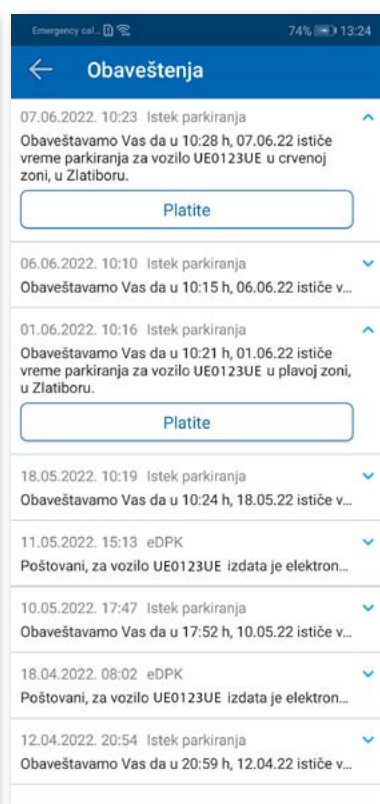 Emergency cal... 74% 13:24
Obaveštenja
07.06.2022. 10:23 Istek parkiranja
Obaveštavamo Vas da u 10:28 h, 07.06.22 ističe
vreme parkiranja za vozilo UE0123UE u crvenoj
zoni, u Zlatiboru.
Platite
06.06.2022. 10:10 Istek parkiranja
Obaveštavamo Vas da u 10:15 h, 06.06.22 ističe v...
01.06.2022. 10:16 Istek parkiranja
Obaveštavamo Vas da u 10:21 h, 01.06.22 ističe
vreme parkiranja za vozilo UE0123UE u plavoj zoni,
u Zlatiboru.
Platite
18.05.2022. 10:19 Istek parkiranja
Obaveštavamo Vas da u 10:24 h, 18.05.22 ističe v...
11.05.2022. 15:13 eDPK
Poštovani, za vozilo UE0123UE izdata je elektron...
10.05.2022. 17:47 Istek parkiranja
Obaveštavamo Vas da u 17:52 h, 10.05.22 ističe v...
18.04.2022. 08:02 eDPK
Poštovani, za vozilo UE0123UE izdata je elektron...
12.04.2022. 20:54 Istek parkiranja
Obaveštavamo Vas da u 20:59 h, 12.04.22 ističe v...